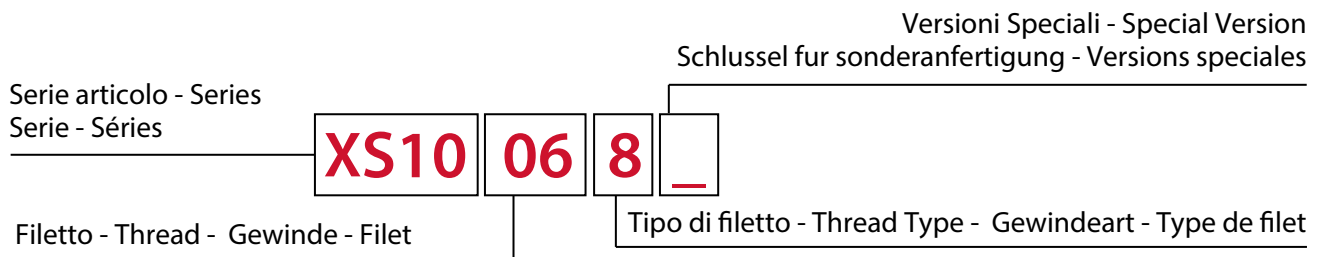 Versioni Speciali - Special Version
Schlussel fur sonderanfertigung - Versions speciales
Serie articolo - Series
Serie - Séries
XS10 06 8 _
Tipo di filetto - Thread Type - Gewindeart - Type de filet
Filetto - Thread - Gewinde - Filet